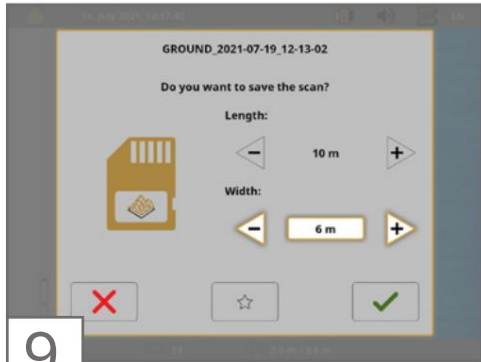 GROUND_2021-07-19_12-13-02
Do you want to save the scan?
Length:
10 m
Width:
6 m
9